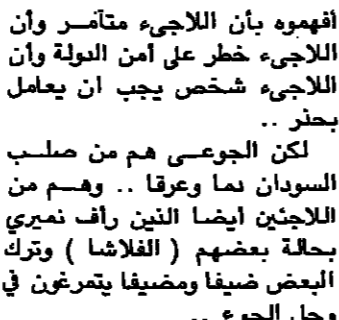 أفهموه بأن اللاجيء متآمر وأن
اللاجيء خطر على أمن الدولة وأن
اللاجيء شخص يجب ان يعامل
بحذر ..
لكن الجوعى هم من صلب
السودان دما وعرقا .. وهم من
اللاجئين أيضا الذين رأف نميري
بحالة بعضهم ( الفلاشا ) وترك
البعض ضيفا ومضيفا يتمرغون في
وحل الجوع ..